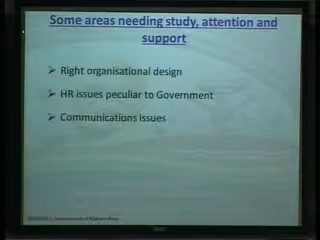 Some areas needing study, attention and
support
➢ Right organisational design
➢ HR issues peculiar to Government
➢ Communications issues